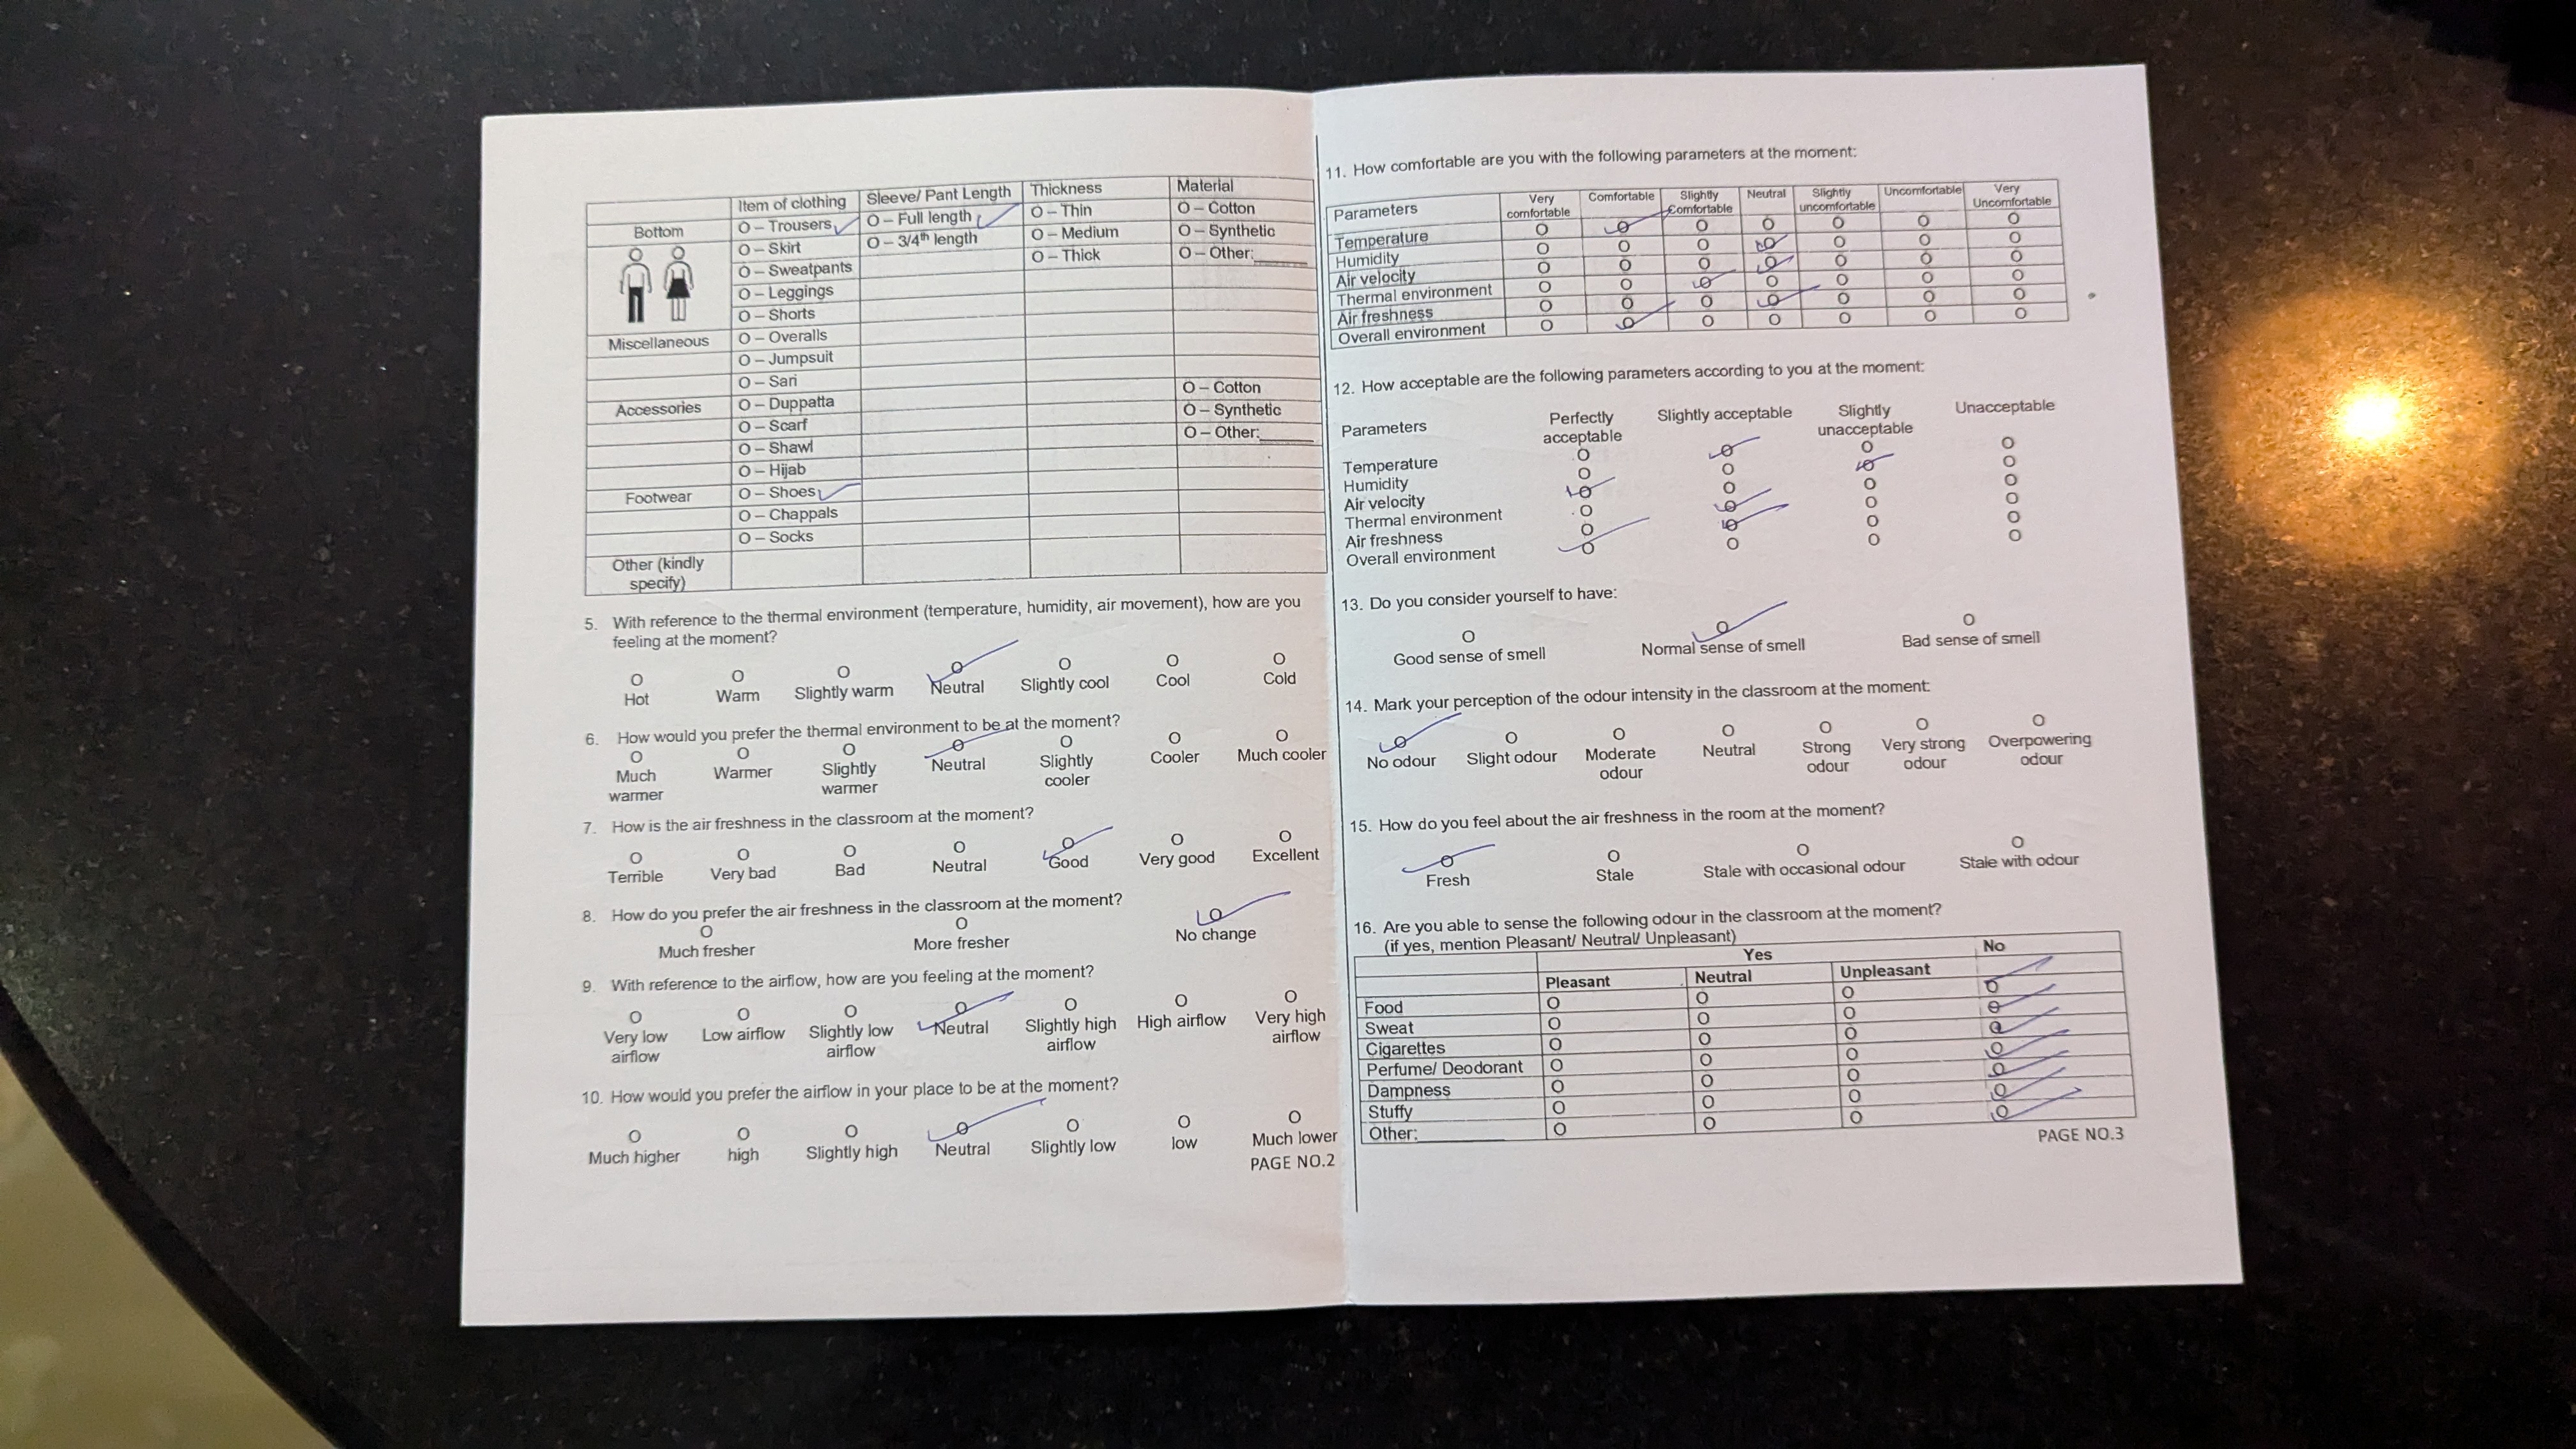 Item of clothing Sleeve/ Pant Length Thickness Material
Bottom O – Trousers O – Full length O – Thin O – Cotton
O – Skirt O – 3/4th length O – Medium O – Synthetic
O – Sweatpants O – Thick O – Other:______
O – Leggings
O – Shorts
Miscellaneous O – Overalls
O – Jumpsuit
O – Sari O – Cotton
Accessories O – Duppatta O – Synthetic
O – Scarf O – Other:______
O – Shawl
O – Hijab
Footwear O – Shoes
O – Chappals
O – Socks
Other (kindly
specify)
5. With reference to the thermal environment (temperature, humidity, air movement), how are you
feeling at the moment?
O O O O O O O
Hot Warm Slightly warm Neutral Slightly cool Cool Cold
6. How would you prefer the thermal environment to be at the moment?
O O O O O O O
Much Warmer Slightly Neutral Slightly Cooler Much cooler
warmer warmer cooler
7. How is the air freshness in the classroom at the moment?
O O O O O O O
Terrible Very bad Bad Neutral Good Very good Excellent
8. How do you prefer the air freshness in the classroom at the moment?
O O O
Much fresher More fresher No change
9. With reference to the airflow, how are you feeling at the moment?
O O O O O O O
Very low Low airflow Slightly low Neutral Slightly high High airflow Very high
airflow airflow airflow airflow
10. How would you prefer the airflow in your place to be at the moment?
O O O O O O O
Much higher high Slightly high Neutral Slightly low low Much lower
PAGE NO.2
11. How comfortable are you with the following parameters at the moment:
Parameters Very Comfortable Slightly Neutral Slightly Uncomfortable Very
comfortable Comfortable uncomfortable Uncomfortable
Temperature O O O O O O O
Humidity O O O O O O O
Air velocity O O O O O O O
Thermal environment O O O O O O O
Air freshness O O O O O O O
Overall environment O O O O O O O
12. How acceptable are the following parameters according to you at the moment:
Parameters Perfectly Slightly acceptable Slightly Unacceptable
acceptable unacceptable
Temperature O O O O
Humidity O O O O
Air velocity O O O O
Thermal environment O O O O
Air freshness O O O O
Overall environment O O O O
13. Do you consider yourself to have:
O O O
Good sense of smell Normal sense of smell Bad sense of smell
14. Mark your perception of the odour intensity in the classroom at the moment:
O O O O O O O
No odour Slight odour Moderate Neutral Strong Very strong Overpowering
odour odour odour odour
15. How do you feel about the air freshness in the room at the moment?
O O O O
Fresh Stale Stale with occasional odour Stale with odour
16. Are you able to sense the following odour in the classroom at the moment?
(if yes, mention Pleasant/ Neutral/ Unpleasant)
Yes No
Pleasant Neutral Unpleasant
Food O O O O
Sweat O O O O
Cigarettes O O O O
Perfume/ Deodorant O O O O
Dampness O O O O
Stuffy O O O O
Other:__________ O O O O
PAGE NO.3